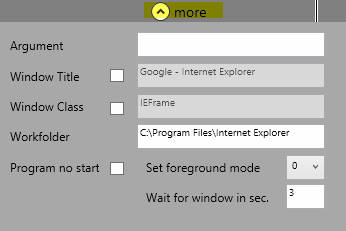 more
Argument
Window Title Google - Internet Explorer
Window Class IEFrame
Workfolder C:\Program Files\Internet Explorer
Program no start Set foreground mode 0
Wait for window in sec. 3